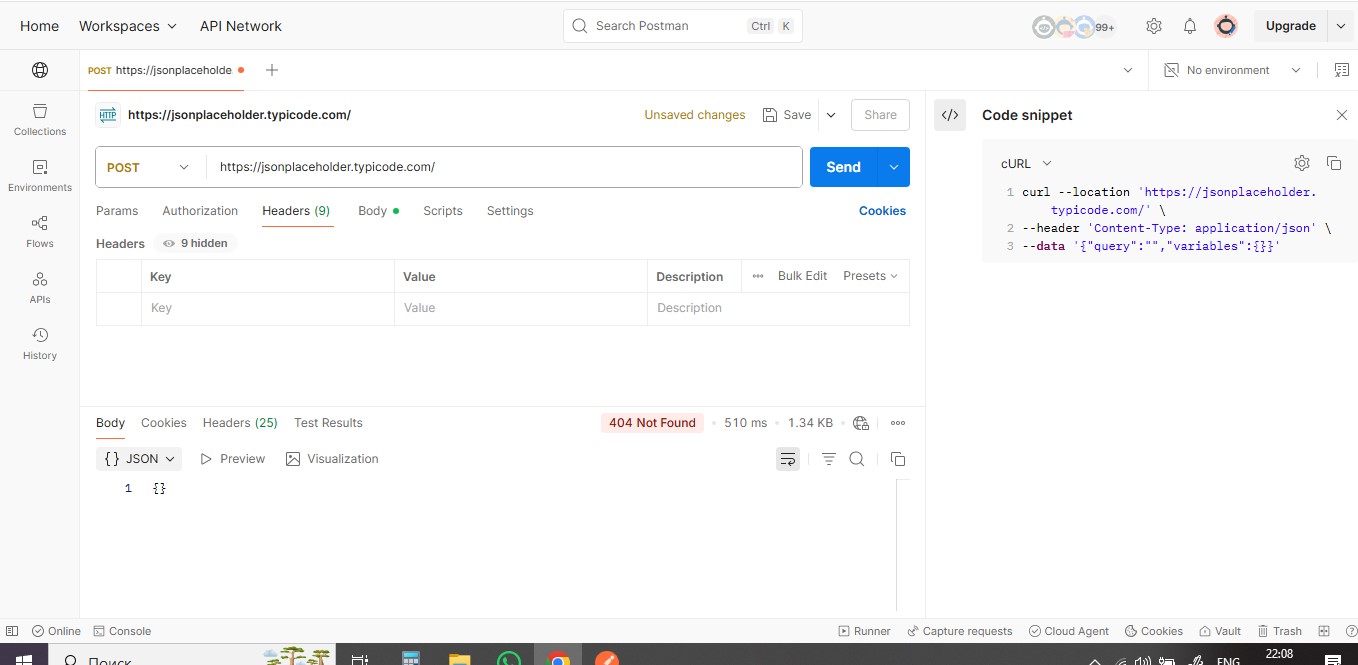 Home Workspaces API Network Search Postman Ctrl K 99+ Upgrade
POST https://jsonplaceholde No environment
Collections
Environments
Flows
APIs
History
HTTP https://jsonplaceholder.typicode.com/ Unsaved changes Save Share
POST https://jsonplaceholder.typicode.com/ Send
Params Authorization Headers (9) Body Scripts Settings Cookies
Headers 9 hidden
Key Value Description ••• Bulk Edit Presets
Key Value Description
Body Cookies Headers (25) Test Results 404 Not Found • 510 ms • 1.34 KB •••
{} JSON Preview Visualization
1 {}
</> Code snippet
cURL
1 curl --location 'https://jsonplaceholder.
typicode.com/' \
2 --header 'Content-Type: application/json' \
3 --data '{"query":"","variables":{}}'
Online Console Runner Capture requests Cloud Agent Cookies Vault Trash
Поиск ENG 22:08